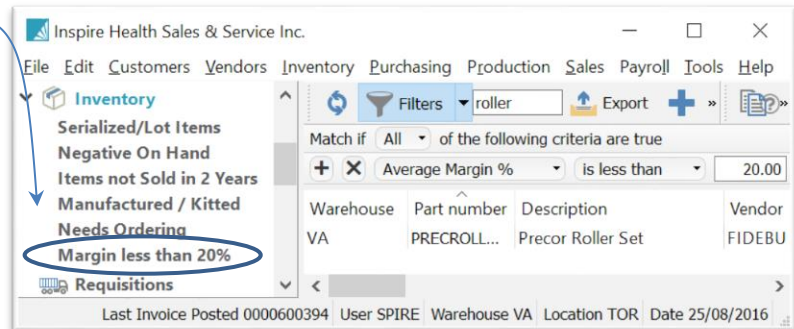 Inspire Health Sales & Service Inc.
File Edit Customers Vendors Inventory Purchasing Production Sales Payroll Tools Help
Inventory
Serialized/Lot Items
Negative On Hand
Items not Sold in 2 Years
Manufactured / Kitted
Needs Ordering
Margin less than 20%
Requisitions
Filters roller Export »
Match if All of the following criteria are true
Average Margin % is less than 20.00
Warehouse Part number Description Vendor
VA PRECROLL... Precor Roller Set FIDEBU
Last Invoice Posted 0000600394 User SPIRE Warehouse VA Location TOR Date 25/08/2016